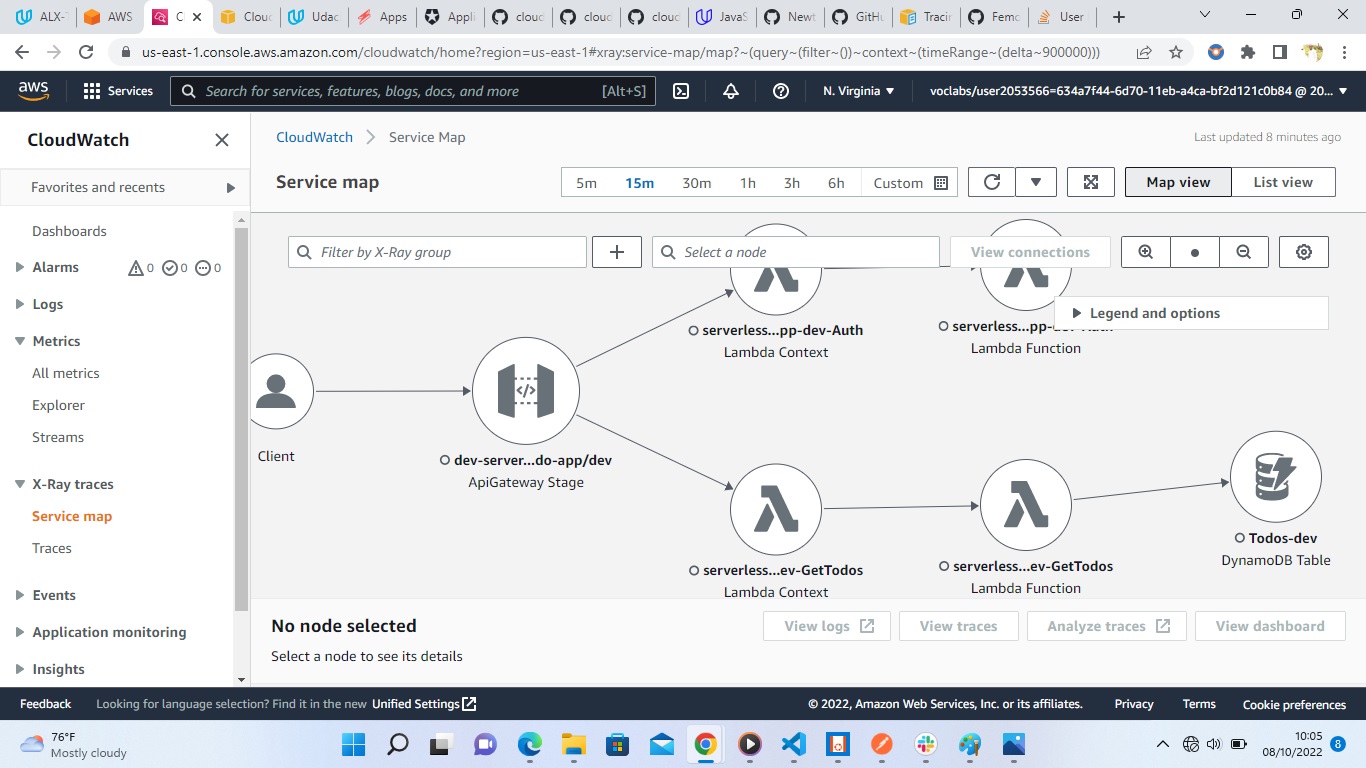 ALX-T
AWS
Cl
Clou
Udac
Apps
Appli
cloud
cloud
cloud
JavaS
Newt
GitHu
Tracin
Femo
User
us-east-1.console.aws.amazon.com/cloudwatch/home?region=us-east-1#xray:service-map/map?~(query~(filter~())~context~(timeRange~(delta~900000)))
aws
Services
Search for services, features, blogs, docs, and more
[Alt+S]
N. Virginia
voclabs/user2053566=634a7f44-6d70-11eb-a4ca-bf2d121c0b84 @ 20...
CloudWatch
Favorites and recents
Dashboards
Alarms
0
0
0
Logs
Metrics
All metrics
Explorer
Streams
X-Ray traces
Service map
Traces
Events
Application monitoring
Insights
CloudWatch
Service Map
Last updated 8 minutes ago
Service map
5m
15m
30m
1h
3h
6h
Custom
Map view
List view
Filter by X-Ray group
Select a node
View connections
Legend and options
serverless...pp-dev-Auth
Lambda Context
serverless...pp-dev-Auth
Lambda Function
Client
dev-server...do-app/dev
ApiGateway Stage
serverless...ev-GetTodos
Lambda Context
serverless...ev-GetTodos
Lambda Function
Todos-dev
DynamoDB Table
No node selected
View logs
View traces
Analyze traces
View dashboard
Select a node to see its details
Feedback
Looking for language selection? Find it in the new Unified Settings
© 2022, Amazon Web Services, Inc. or its affiliates.
Privacy
Terms
Cookie preferences
76°F
Mostly cloudy
10:05
08/10/2022
8